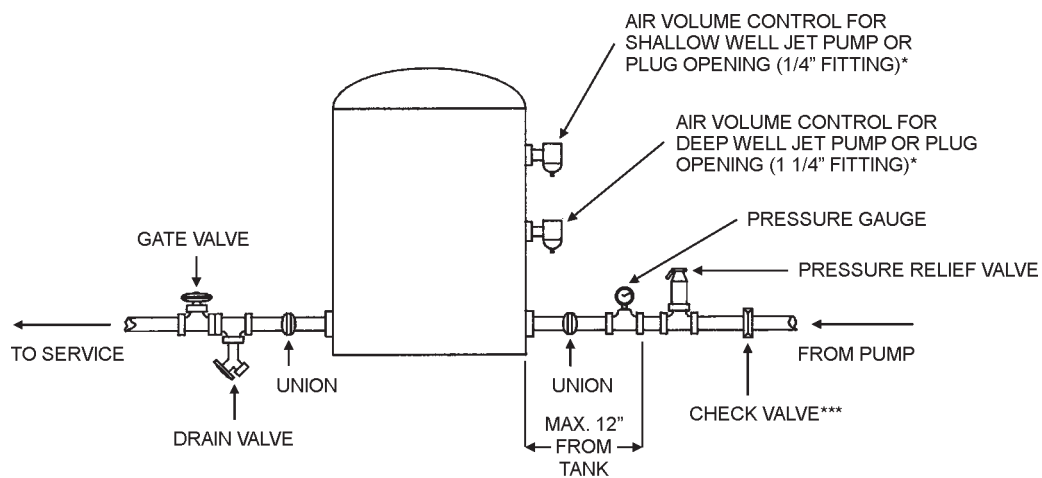 AIR VOLUME CONTROL FOR
SHALLOW WELL JET PUMP OR
PLUG OPENING (1/4” FITTING)*
AIR VOLUME CONTROL FOR
DEEP WELL JET PUMP OR PLUG
OPENING (1 1/4” FITTING)*
PRESSURE GAUGE
GATE VALVE
PRESSURE RELIEF VALVE
TO SERVICE
FROM PUMP
UNION
UNION
CHECK VALVE***
DRAIN VALVE
MAX. 12”
FROM
TANK